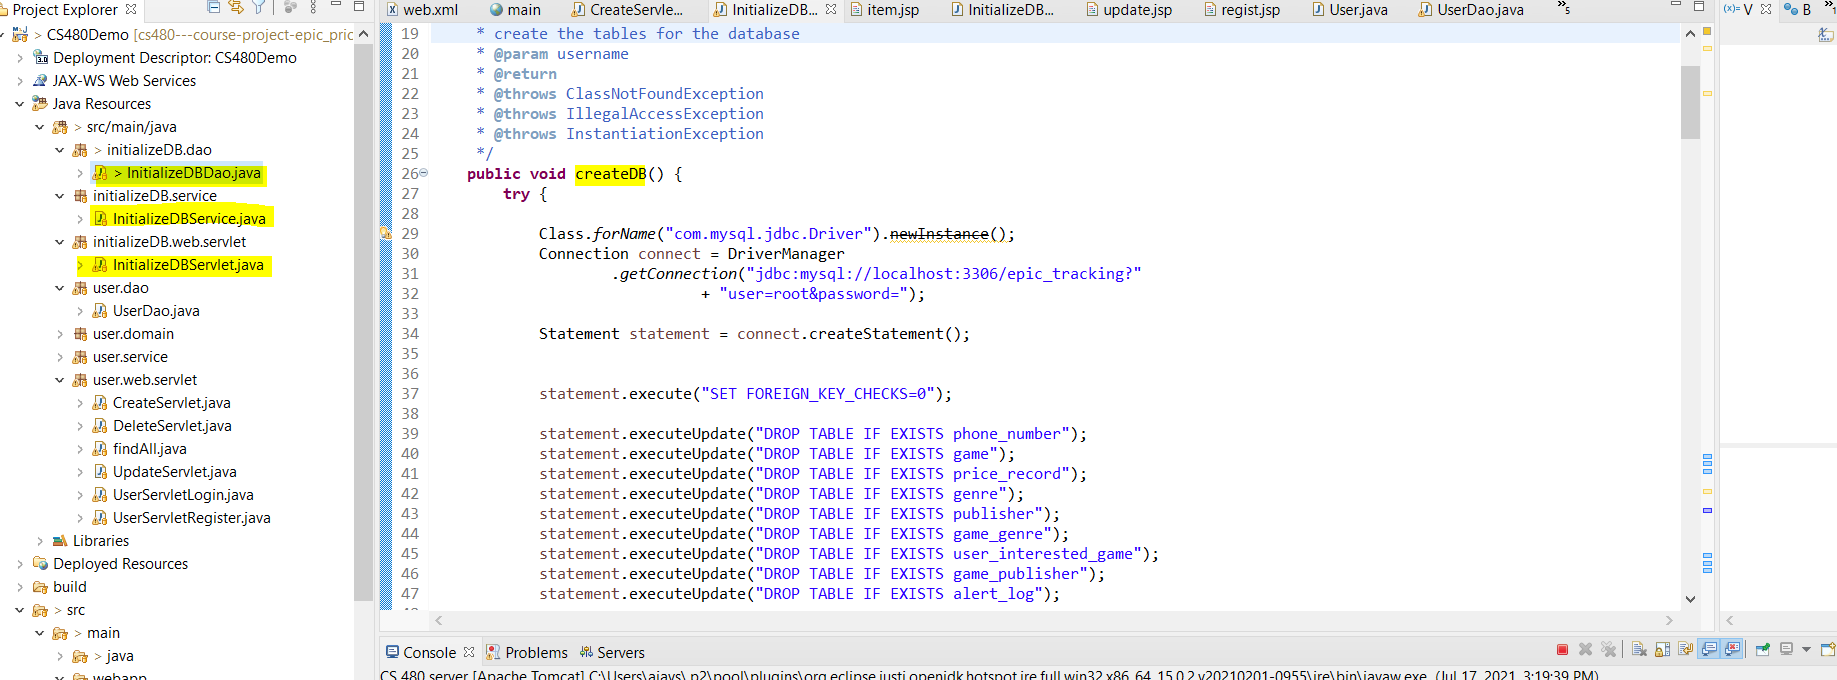 Project Explorer
CS480Demo [cs480---course-project-epic_pric
Deployment Descriptor: CS480Demo
JAX-WS Web Services
Java Resources
> src/main/java
> initializeDB.dao
> InitializeDBDao.java
initializeDB.service
InitializeDBService.java
initializeDB.web.servlet
InitializeDBServlet.java
user.dao
UserDao.java
user.domain
user.service
user.web.servlet
CreateServlet.java
DeleteServlet.java
findAll.java
UpdateServlet.java
UserServletLogin.java
UserServletRegister.java
Libraries
Deployed Resources
build
> src
> main
> java
webapp
web.xml main CreateServle... InitializeDB... item.jsp InitializeDB... update.jsp regist.jsp User.java UserDao.java »5
19 * create the tables for the database
20 * @param username
21 * @return
22 * @throws ClassNotFoundException
23 * @throws IllegalAccessException
24 * @throws InstantiationException
25 */
26 public void createDB() {
27 try {
28
29 Class.forName("com.mysql.jdbc.Driver").newInstance();
30 Connection connect = DriverManager
31 .getConnection("jdbc:mysql://localhost:3306/epic_tracking?"
32 + "user=root&password=");
33
34 Statement statement = connect.createStatement();
35
36
37 statement.execute("SET FOREIGN_KEY_CHECKS=0");
38
39 statement.executeUpdate("DROP TABLE IF EXISTS phone_number");
40 statement.executeUpdate("DROP TABLE IF EXISTS game");
41 statement.executeUpdate("DROP TABLE IF EXISTS price_record");
42 statement.executeUpdate("DROP TABLE IF EXISTS genre");
43 statement.executeUpdate("DROP TABLE IF EXISTS publisher");
44 statement.executeUpdate("DROP TABLE IF EXISTS game_genre");
45 statement.executeUpdate("DROP TABLE IF EXISTS user_interested_game");
46 statement.executeUpdate("DROP TABLE IF EXISTS game_publisher");
47 statement.executeUpdate("DROP TABLE IF EXISTS alert_log");
(x)= V B »1
Console Problems Servers
CS 480 server [Apache Tomcat] C:\Users\ajays\.p2\pool\plugins\org.eclipse.justj.openjdk.hotspot.jre.full.win32.x86_64_15.0.2.v20210201-0955\jre\bin\javaw.exe (Jul 17, 2021, 3:19:39 PM)